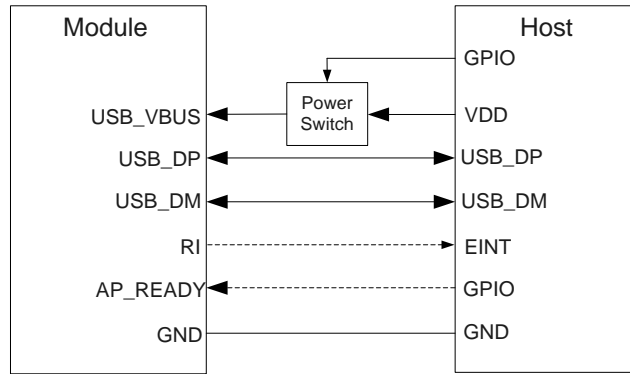 Module
Host
GPIO
Power
Switch
USB_VBUS
VDD
USB_DP
USB_DP
USB_DM
USB_DM
RI
EINT
AP_READY
GPIO
GND
GND